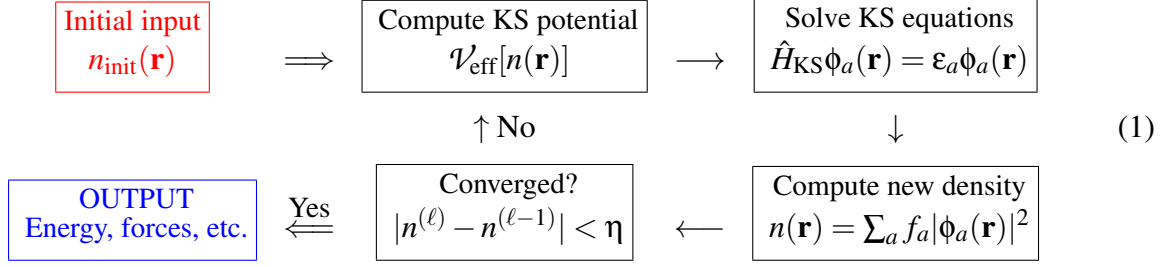 Initial input
n_init(𝐫)
⟹
Compute KS potential
𝒱_eff[n(𝐫)]
⟶
Solve KS equations
Ĥ_KS ϕ_a(𝐫) = ε_a ϕ_a(𝐫)
↑ No
↓
(1)
OUTPUT
Energy, forces, etc.
Yes
⟸
Converged?
|n^(ℓ) − n^(ℓ−1)| < η
⟵
Compute new density
n(𝐫) = ∑_a f_a|ϕ_a(𝐫)|^2